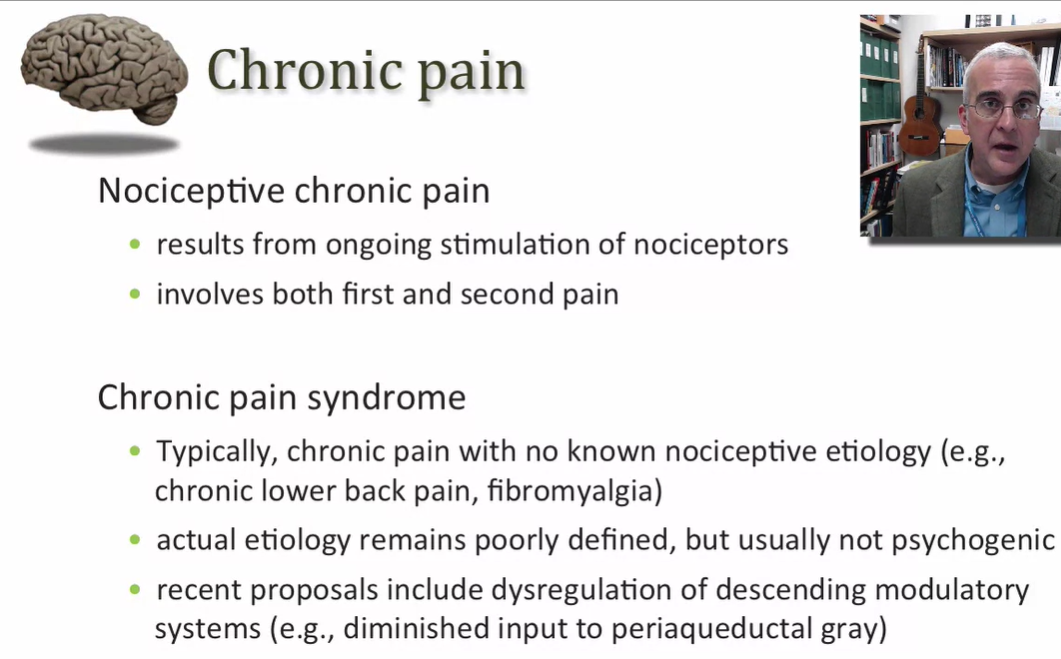 Chronic pain
Nociceptive chronic pain
• results from ongoing stimulation of nociceptors
• involves both first and second pain
Chronic pain syndrome
• Typically, chronic pain with no known nociceptive etiology (e.g.,
chronic lower back pain, fibromyalgia)
• actual etiology remains poorly defined, but usually not psychogenic
• recent proposals include dysregulation of descending modulatory
systems (e.g., diminished input to periaqueductal gray)